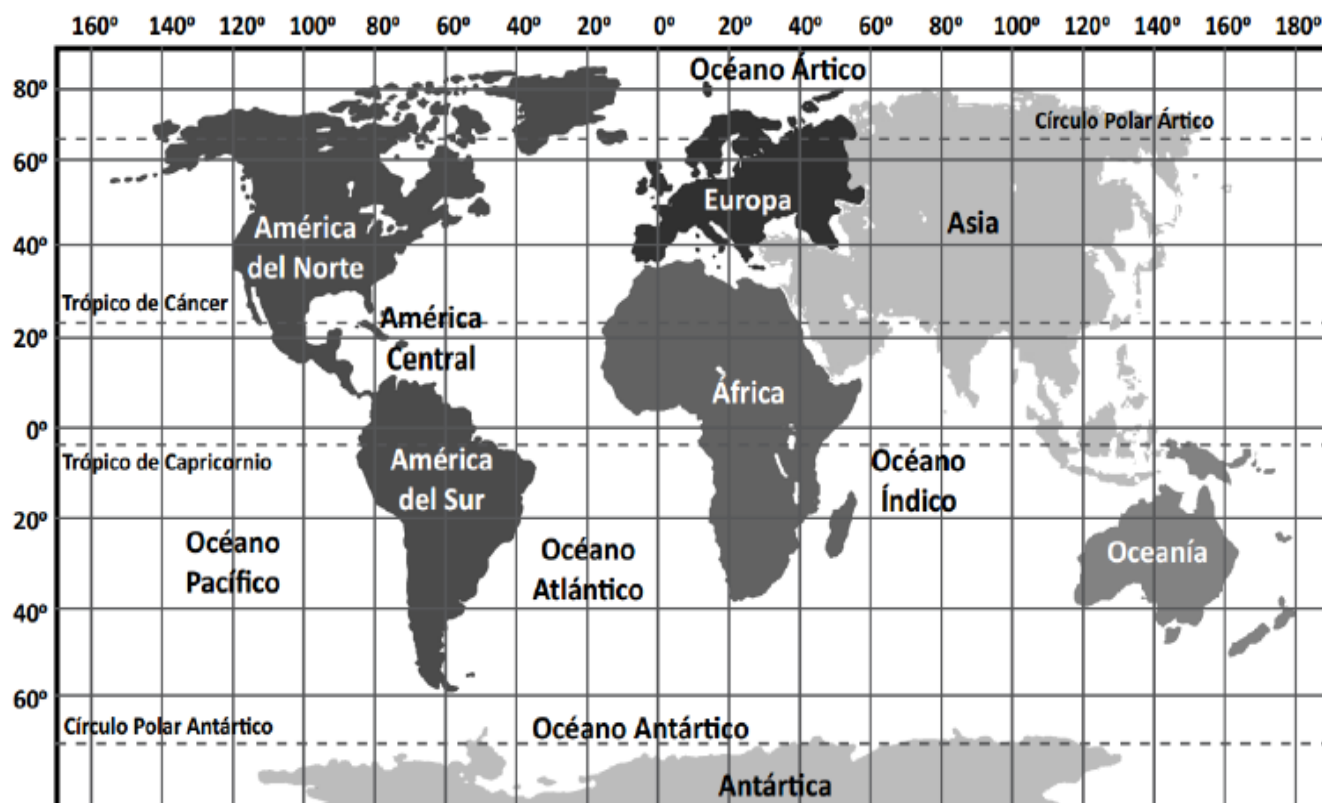 160º 140º 120º 100º 80º 60º 40º 20º 0º 20º 40º 60º 80º 100º 120º 140º 160º 180º
Océano Ártico
80º
Círculo Polar Ártico
60º
Europa
América
del Norte
Asia
40º
Trópico de Cáncer
América
Central
20º
África
0º
Trópico de Capricornio
América
del Sur
Océano
Índico
20º
Océano
Pacífico
Océano
Atlántico
Oceanía
40º
60º
Círculo Polar Antártico
Océano Antártico
Antártica